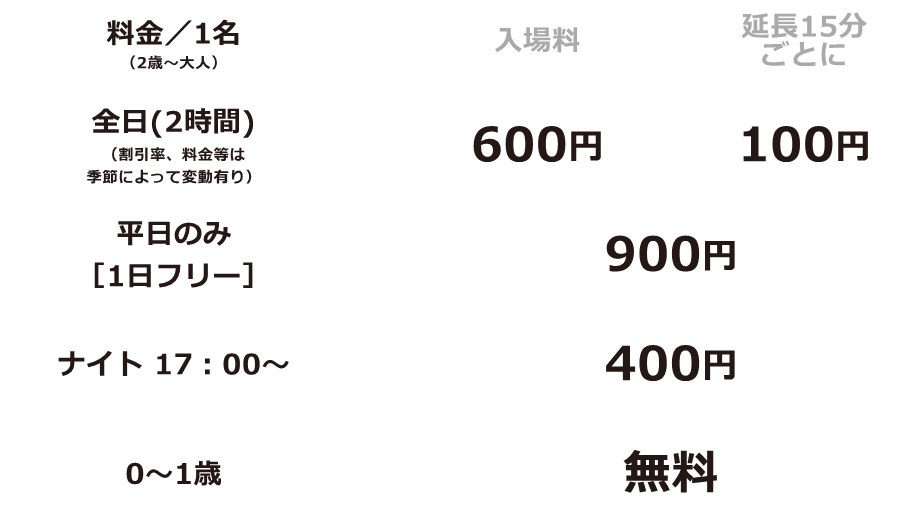 料金／1名
（2歳～大人）
入場料
延長15分
ごとに
全日(2時間)
（割引率、料金等は
季節によって変動有り）
600円
100円
平日のみ
［1日フリー］
900円
ナイト 17：00～
400円
0～1歳
無料